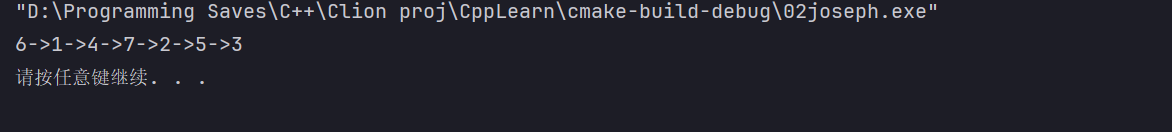 "D:\Programming Saves\C++\Clion proj\CppLearn\cmake-build-debug\02joseph.exe"
6->1->4->7->2->5->3
请按任意键继续. . .